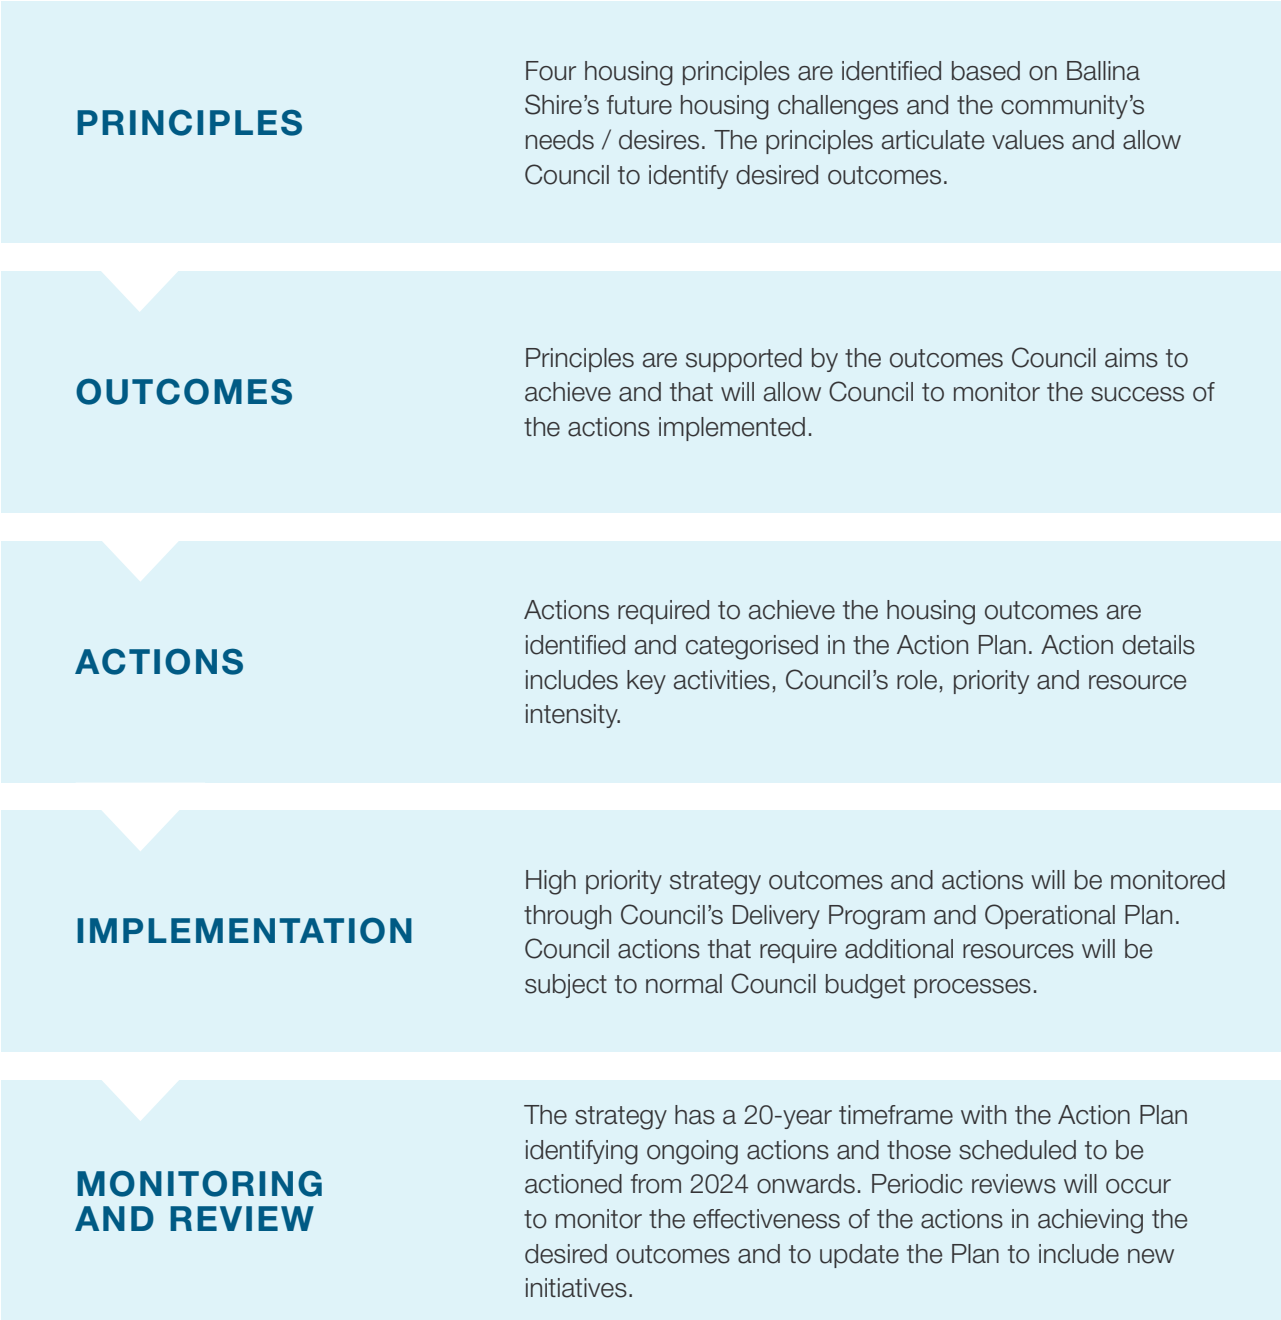 PRINCIPLES
Four housing principles are identified based on Ballina
Shire’s future housing challenges and the community’s
needs / desires. The principles articulate values and allow
Council to identify desired outcomes.
OUTCOMES
Principles are supported by the outcomes Council aims to
achieve and that will allow Council to monitor the success of
the actions implemented.
ACTIONS
Actions required to achieve the housing outcomes are
identified and categorised in the Action Plan. Action details
includes key activities, Council’s role, priority and resource
intensity.
IMPLEMENTATION
High priority strategy outcomes and actions will be monitored
through Council’s Delivery Program and Operational Plan.
Council actions that require additional resources will be
subject to normal Council budget processes.
MONITORING
AND REVIEW
The strategy has a 20-year timeframe with the Action Plan
identifying ongoing actions and those scheduled to be
actioned from 2024 onwards. Periodic reviews will occur
to monitor the effectiveness of the actions in achieving the
desired outcomes and to update the Plan to include new
initiatives.